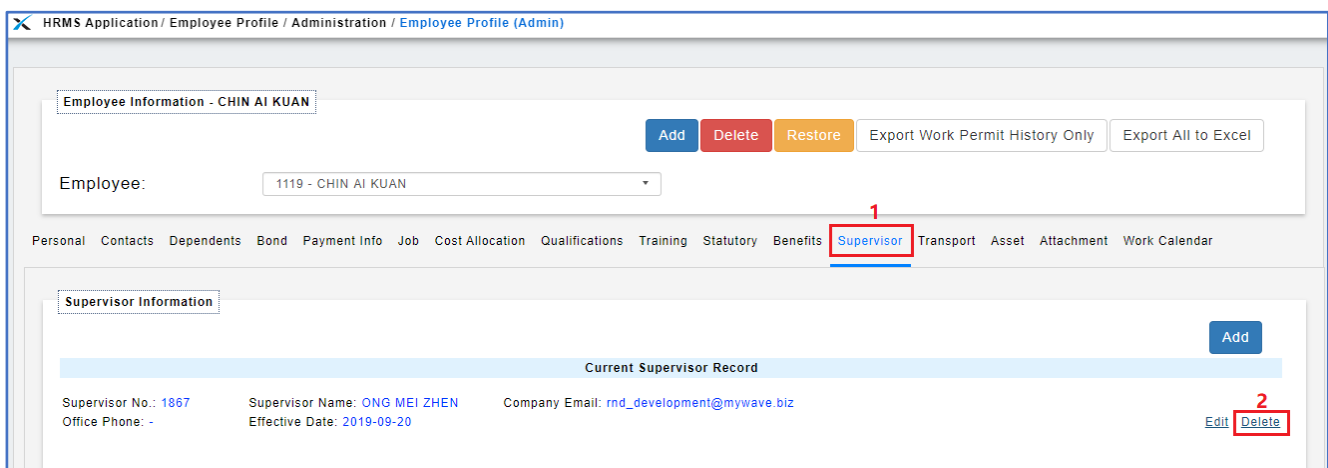 HRMS Application / Employee Profile / Administration / Employee Profile (Admin)
Employee Information - CHIN AI KUAN
Add Delete Restore Export Work Permit History Only Export All to Excel
Employee: 1119 - CHIN AI KUAN
1
Personal Contacts Dependents Bond Payment Info Job Cost Allocation Qualifications Training Statutory Benefits Supervisor Transport Asset Attachment Work Calendar
Supervisor Information
Add
Current Supervisor Record
Supervisor No.: 1867 Supervisor Name: ONG MEI ZHEN Company Email: rnd_development@mywave.biz
2
Office Phone: - Effective Date: 2019-09-20 Edit Delete